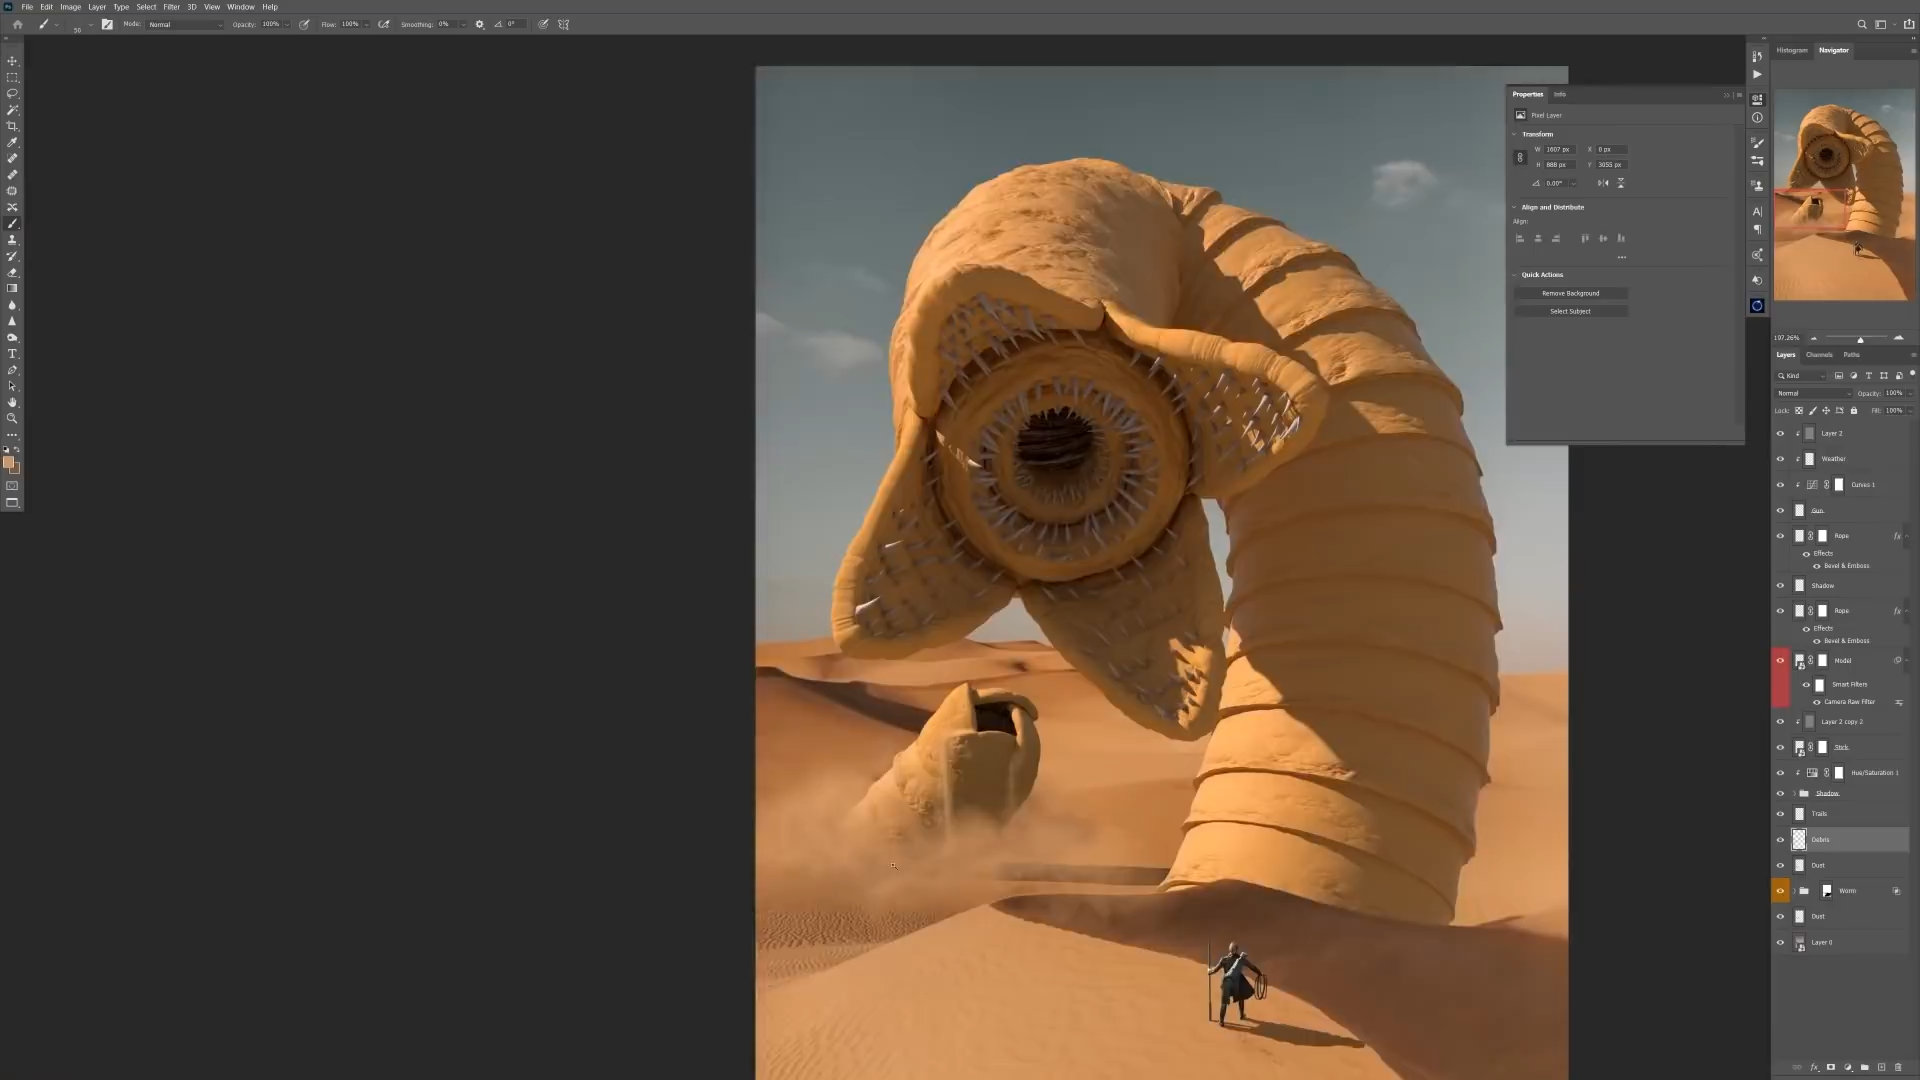 File Edit Image Layer Type Select Filter 3D View Window Help
50 Mode: Normal Opacity: 100% Flow: 100% Smoothing: 0% 0°
Histogram Navigator
Properties Info
Pixel Layer
Transform
W 1607 px X 0 px
H 888 px Y 3055 px
0.00°
Align and Distribute
Align:
Quick Actions
Remove Background
Select Subject
107.26%
Layers Channels Paths
Kind
Normal Opacity: 100%
Lock: Fill: 100%
Layer 2
Weather
Curves 1
Gun
Rope fx
Effects
Bevel & Emboss
Shadow
Rope fx
Effects
Bevel & Emboss
Model
Smart Filters
Camera Raw Filter
Layer 2 copy 2
Stick
Hue/Saturation 1
Shadow
Trails
Debris
Dust
Worm
Dust
Layer 0
fx